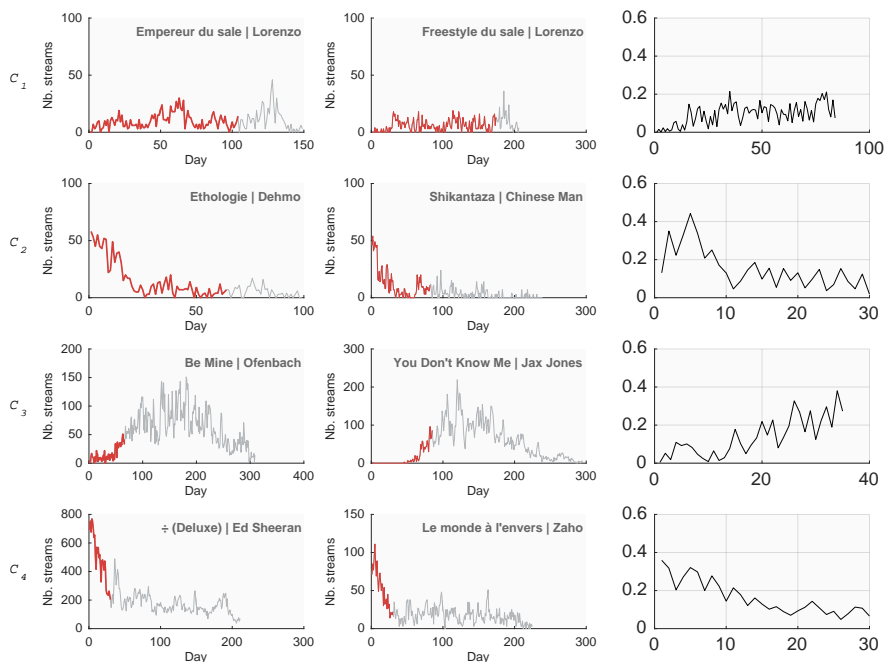 C 1
Nb. streams
100
50
0
Empereur du sale | Lorenzo
0 50 100 150
Day
Nb. streams
100
50
0
Freestyle du sale | Lorenzo
0 100 200 300
Day
0.6
0.4
0.2
0
0 50 100
C 2
Nb. streams
100
50
0
Ethologie | Dehmo
0 50 100
Day
Nb. streams
100
50
0
Shikantaza | Chinese Man
0 100 200 300
Day
0.6
0.4
0.2
0
0 10 20 30
C 3
Nb. streams
200
150
100
50
0
Be Mine | Ofenbach
0 100 200 300 400
Day
Nb. streams
300
200
100
0
You Don't Know Me | Jax Jones
0 100 200 300
Day
0.6
0.4
0.2
0
0 20 40
C 4
Nb. streams
800
600
400
200
0
÷ (Deluxe) | Ed Sheeran
0 100 200 300
Day
Nb. streams
150
100
50
0
Le monde à l'envers | Zaho
0 100 200 300
Day
0.6
0.4
0.2
0
0 10 20 30